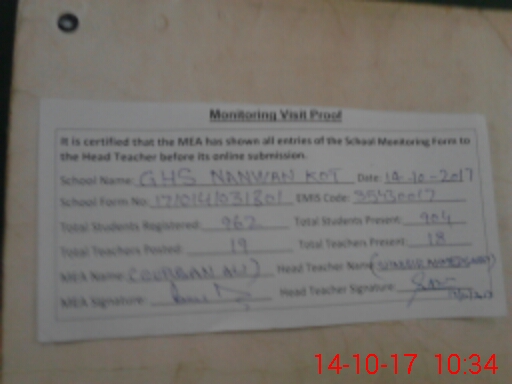 Monitoring Visit Proof
It is certified that the MEA has shown all entries of the School Monitoring Form to
the Head Teacher before its online submission.
School Name: GHS NANWAN KOT Date: 14-10-2017
School Form No: EMIS Code:
Total Students Registered: 962 Total Students Present: 904
Total Teachers Posted: 19 Total Teachers Present: 18
MEA Name: (QURBAN ALI) Head Teacher Name
MEA Signature: Head Teacher Signature:
14-10-17 10:34